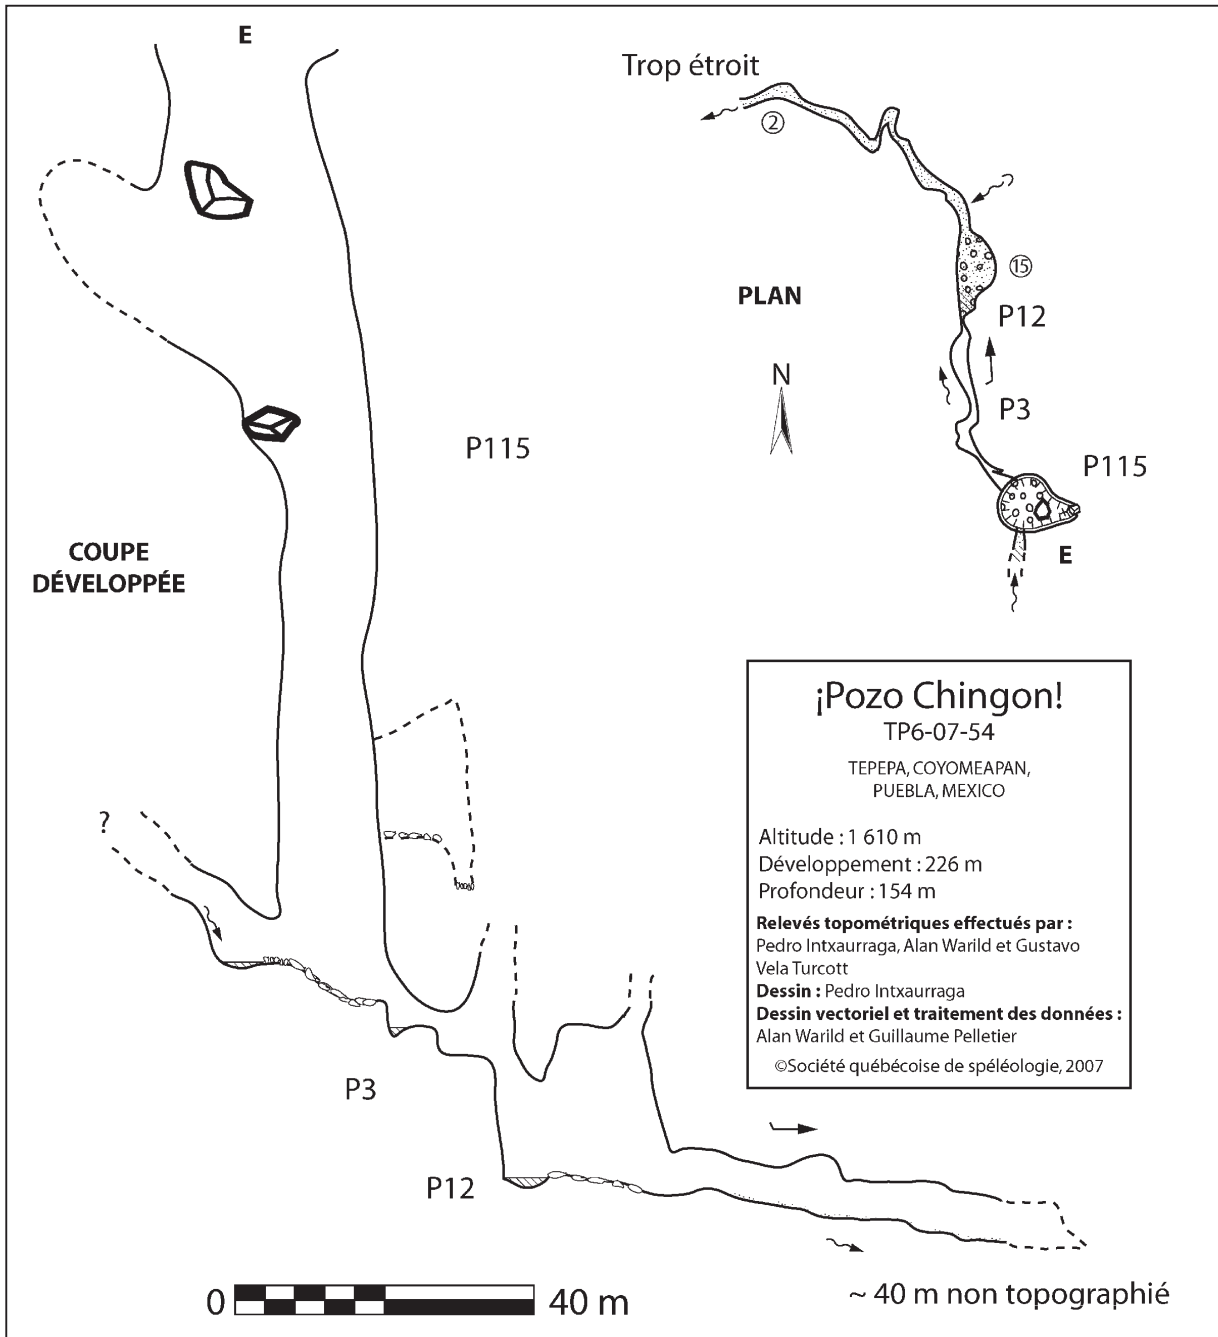 E
Trop étroit
2
15
PLAN
P12
N
P3
P115
E
P115
COUPE
DÉVELOPPÉE
?
P3
P12
¡Pozo Chingon!
TP6-07-54
TEPEPA, COYOMEAPAN,
PUEBLA, MEXICO
Altitude : 1 610 m
Développement : 226 m
Profondeur : 154 m
Relevés topométriques effectués par :
Pedro Intxaurraga, Alan Warild et Gustavo
Vela Turcott
Dessin : Pedro Intxaurraga
Dessin vectoriel et traitement des données :
Alan Warild et Guillaume Pelletier
©Société québécoise de spéléologie, 2007
0 40 m
~ 40 m non topographié